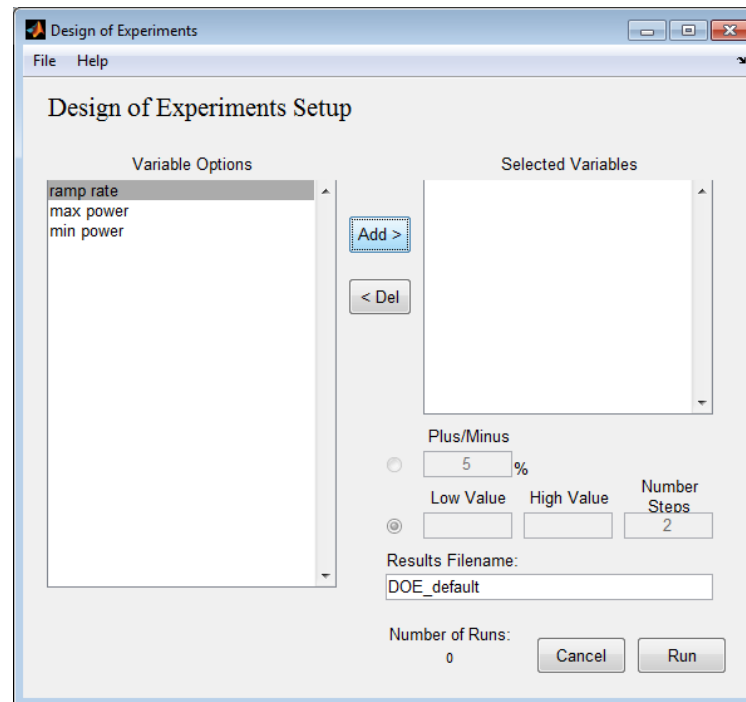 Design of Experiments
File Help
Design of Experiments Setup
Variable Options
Selected Variables
ramp rate
max power
min power
Add >
< Del
Plus/Minus
5 %
Low Value
High Value
Number
Steps
2
Results Filename:
DOE_default
Number of Runs:
0
Cancel
Run